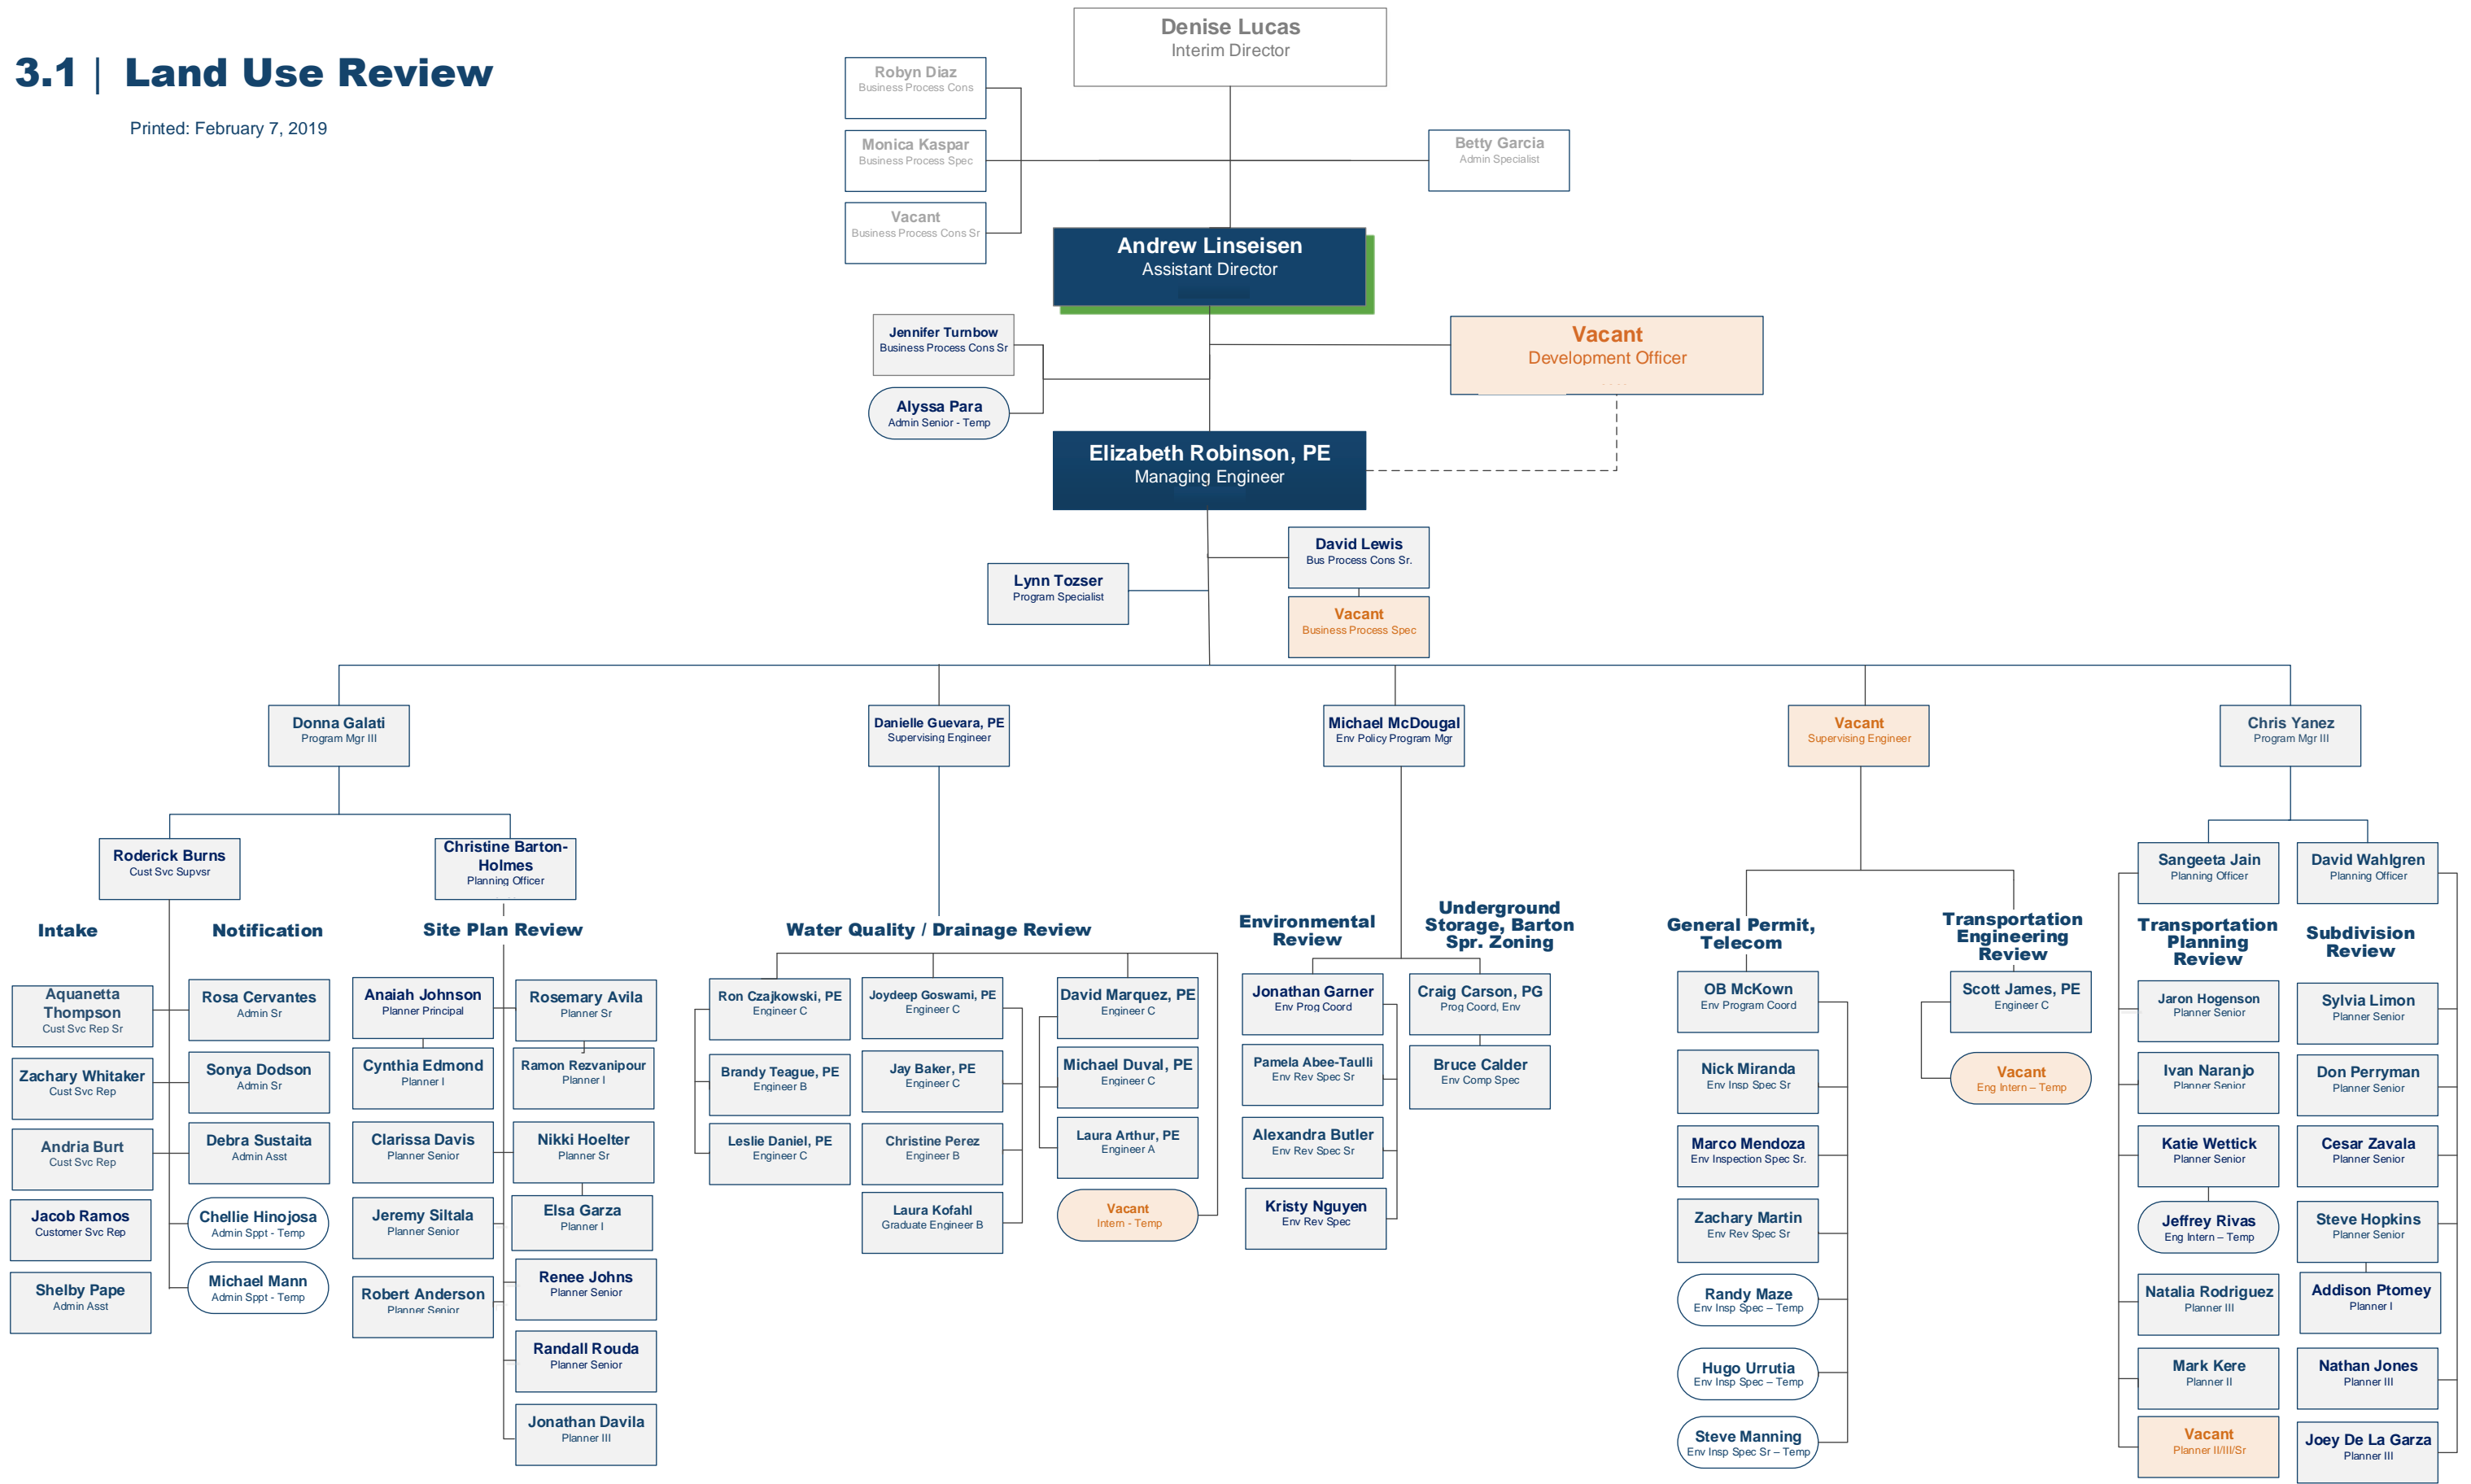 3.1 | Land Use Review
Printed: February 7, 2019
Denise Lucas
Interim Director
Robyn Diaz
Business Process Cons
Monica Kaspar
Business Process Spec
Vacant
Business Process Cons Sr
Betty Garcia
Admin Specialist
Andrew Linseisen
Assistant Director
Jennifer Turnbow
Business Process Cons Sr
Alyssa Para
Admin Senior - Temp
Vacant
Development Officer
Elizabeth Robinson, PE
Managing Engineer
David Lewis
Bus Process Cons Sr.
Lynn Tozser
Program Specialist
Vacant
Business Process Spec
Donna Galati
Program Mgr III
Danielle Guevara, PE
Supervising Engineer
Michael McDougal
Env Policy Program Mgr
Vacant
Supervising Engineer
Chris Yanez
Program Mgr III
Roderick Burns
Cust Svc Supvsr
Christine Barton-
Holmes
Planning Officer
Sangeeta Jain
Planning Officer
David Wahlgren
Planning Officer
Intake
Aquanetta
Thompson
Cust Svc Rep Sr
Zachary Whitaker
Cust Svc Rep
Andria Burt
Cust Svc Rep
Jacob Ramos
Customer Svc Rep
Shelby Pape
Admin Asst
Notification
Rosa Cervantes
Admin Sr
Sonya Dodson
Admin Sr
Debra Sustaita
Admin Asst
Chellie Hinojosa
Admin Sppt - Temp
Michael Mann
Admin Sppt - Temp
Site Plan Review
Anaiah Johnson
Planner Principal
Cynthia Edmond
Planner I
Clarissa Davis
Planner Senior
Jeremy Siltala
Planner Senior
Robert Anderson
Planner Senior
Rosemary Avila
Planner Sr
Ramon Rezvanipour
Planner I
Nikki Hoelter
Planner Sr
Elsa Garza
Planner I
Renee Johns
Planner Senior
Randall Rouda
Planner Senior
Jonathan Davila
Planner III
Water Quality / Drainage Review
Ron Czajkowski, PE
Engineer C
Brandy Teague, PE
Engineer B
Leslie Daniel, PE
Engineer C
Joydeep Goswami, PE
Engineer C
Jay Baker, PE
Engineer C
Christine Perez
Engineer B
Laura Kofahl
Graduate Engineer B
David Marquez, PE
Engineer C
Michael Duval, PE
Engineer C
Laura Arthur, PE
Engineer A
Vacant
Intern - Temp
Environmental
Review
Jonathan Garner
Env Prog Coord
Pamela Abee-Taulli
Env Rev Spec Sr
Alexandra Butler
Env Rev Spec Sr
Kristy Nguyen
Env Rev Spec
Underground
Storage, Barton
Spr. Zoning
Craig Carson, PG
Prog Coord, Env
Bruce Calder
Env Comp Spec
General Permit,
Telecom
OB McKown
Env Program Coord
Nick Miranda
Env Insp Spec Sr
Marco Mendoza
Env Inspection Spec Sr.
Zachary Martin
Env Rev Spec Sr
Randy Maze
Env Insp Spec – Temp
Hugo Urrutia
Env Insp Spec – Temp
Steve Manning
Env Insp Spec Sr – Temp
Transportation
Engineering
Review
Scott James, PE
Engineer C
Vacant
Eng Intern – Temp
Transportation
Planning
Review
Jaron Hogenson
Planner Senior
Ivan Naranjo
Planner Senior
Katie Wettick
Planner Senior
Jeffrey Rivas
Eng Intern – Temp
Natalia Rodriguez
Planner III
Mark Kere
Planner II
Vacant
Planner II/III/Sr
Subdivision
Review
Sylvia Limon
Planner Senior
Don Perryman
Planner Senior
Cesar Zavala
Planner Senior
Steve Hopkins
Planner Senior
Addison Ptomey
Planner I
Nathan Jones
Planner III
Joey De La Garza
Planner III